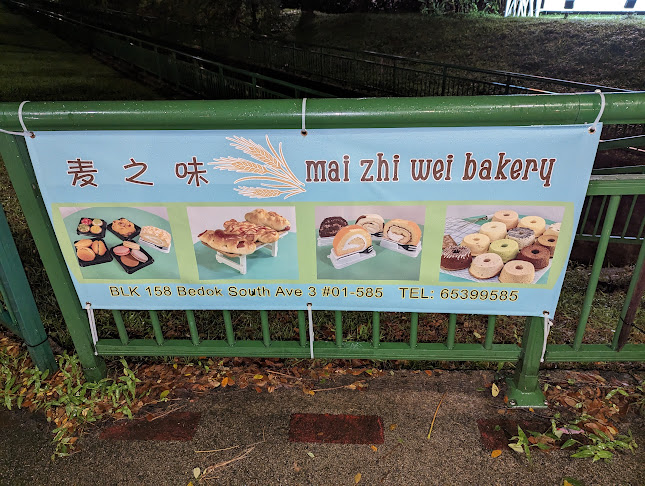 麦之味 mai zhi wei bakery
BLK 158 Bedok South Ave 3 #01-585 TEL: 65399585